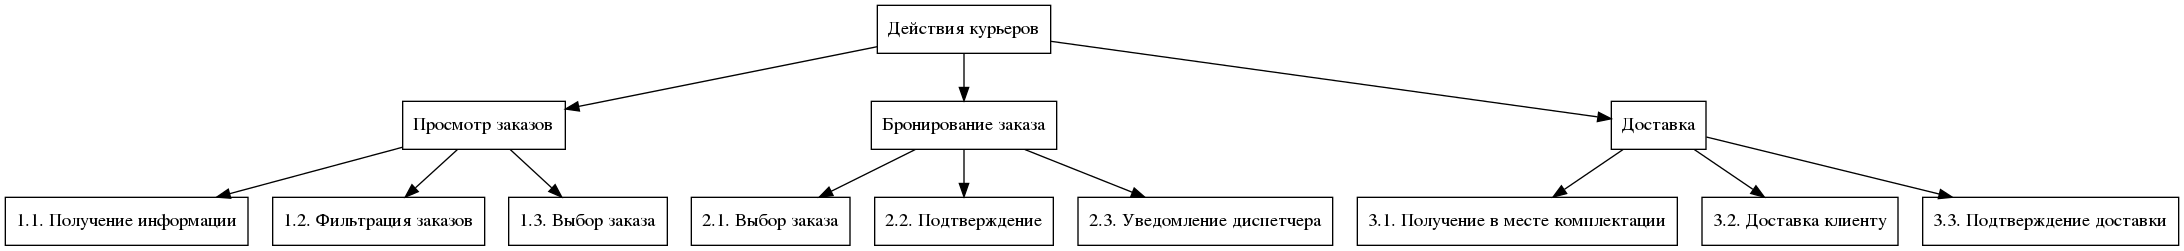 Действия курьеров
Просмотр заказов
Бронирование заказа
Доставка
1.1. Получение информации
1.2. Фильтрация заказов
1.3. Выбор заказа
2.1. Выбор заказа
2.2. Подтверждение
2.3. Уведомление диспетчера
3.1. Получение в месте комплектации
3.2. Доставка клиенту
3.3. Подтверждение доставки